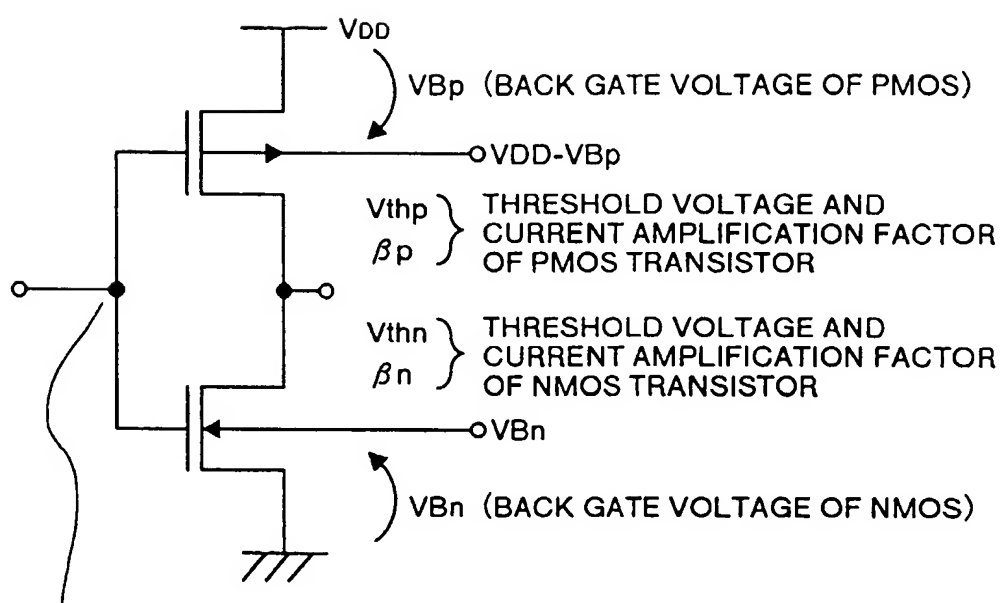 VDD
VBp (BACK GATE VOLTAGE OF PMOS)
VDD-VBp
Vthp
βp
THRESHOLD VOLTAGE AND
CURRENT AMPLIFICATION FACTOR
OF PMOS TRANSISTOR
Vthn
βn
THRESHOLD VOLTAGE AND
CURRENT AMPLIFICATION FACTOR
OF NMOS TRANSISTOR
VBn
VBn (BACK GATE VOLTAGE OF NMOS)